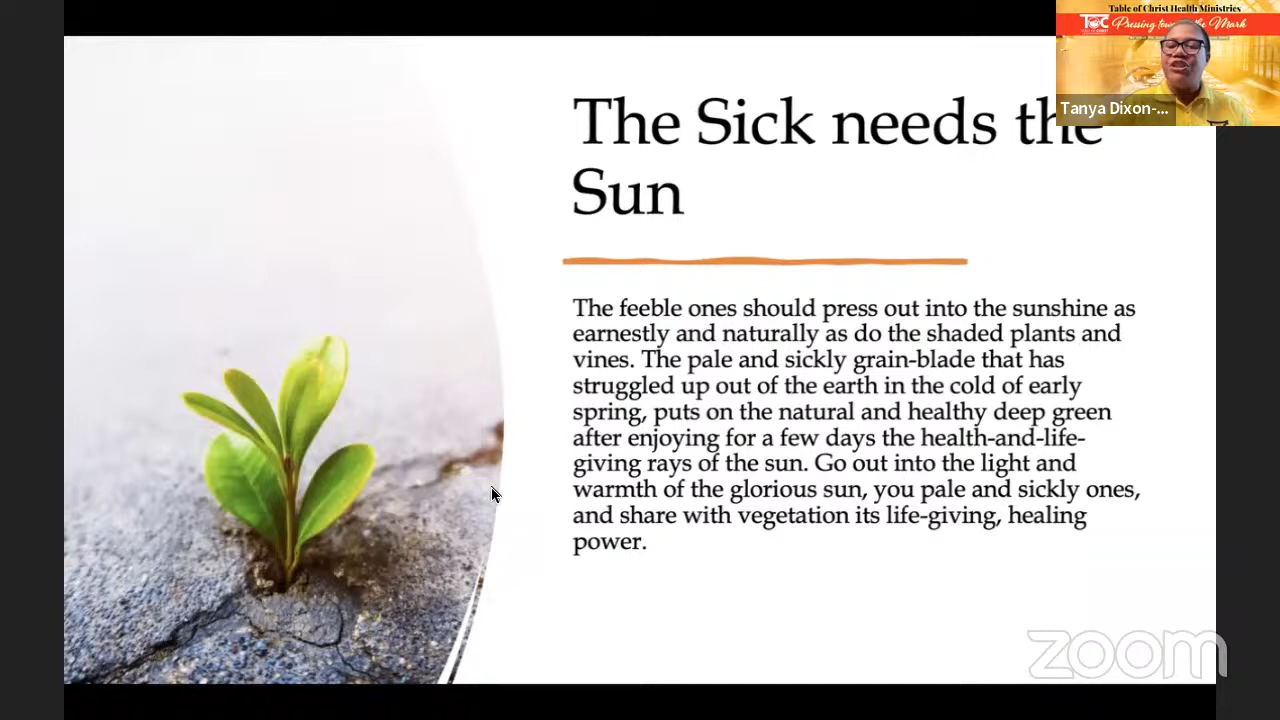 Table of Christ Health Ministries
TOC Pressing the Mark
Tanya Dixon-...
The Sick needs the
Sun
The feeble ones should press out into the sunshine as
earnestly and naturally as do the shaded plants and
vines. The pale and sickly grain-blade that has
struggled up out of the earth in the cold of early
spring, puts on the natural and healthy deep green
after enjoying for a few days the health-and-life-
giving rays of the sun. Go out into the light and
warmth of the glorious sun, you pale and sickly ones,
and share with vegetation its life-giving, healing
power.
zoom